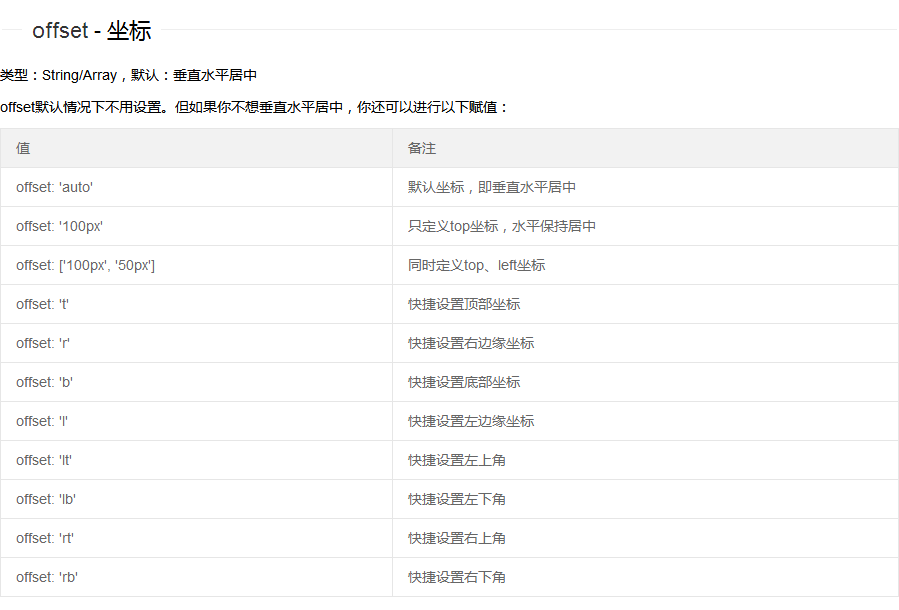 offset - 坐标
类型：String/Array，默认：垂直水平居中
offset默认情况下不用设置。但如果你不想垂直水平居中，你还可以进行以下赋值：
值 备注
offset: 'auto' 默认坐标，即垂直水平居中
offset: '100px' 只定义top坐标，水平保持居中
offset: ['100px', '50px'] 同时定义top、left坐标
offset: 't' 快捷设置顶部坐标
offset: 'r' 快捷设置右边缘坐标
offset: 'b' 快捷设置底部坐标
offset: 'l' 快捷设置左边缘坐标
offset: 'lt' 快捷设置左上角
offset: 'lb' 快捷设置左下角
offset: 'rt' 快捷设置右上角
offset: 'rb' 快捷设置右下角